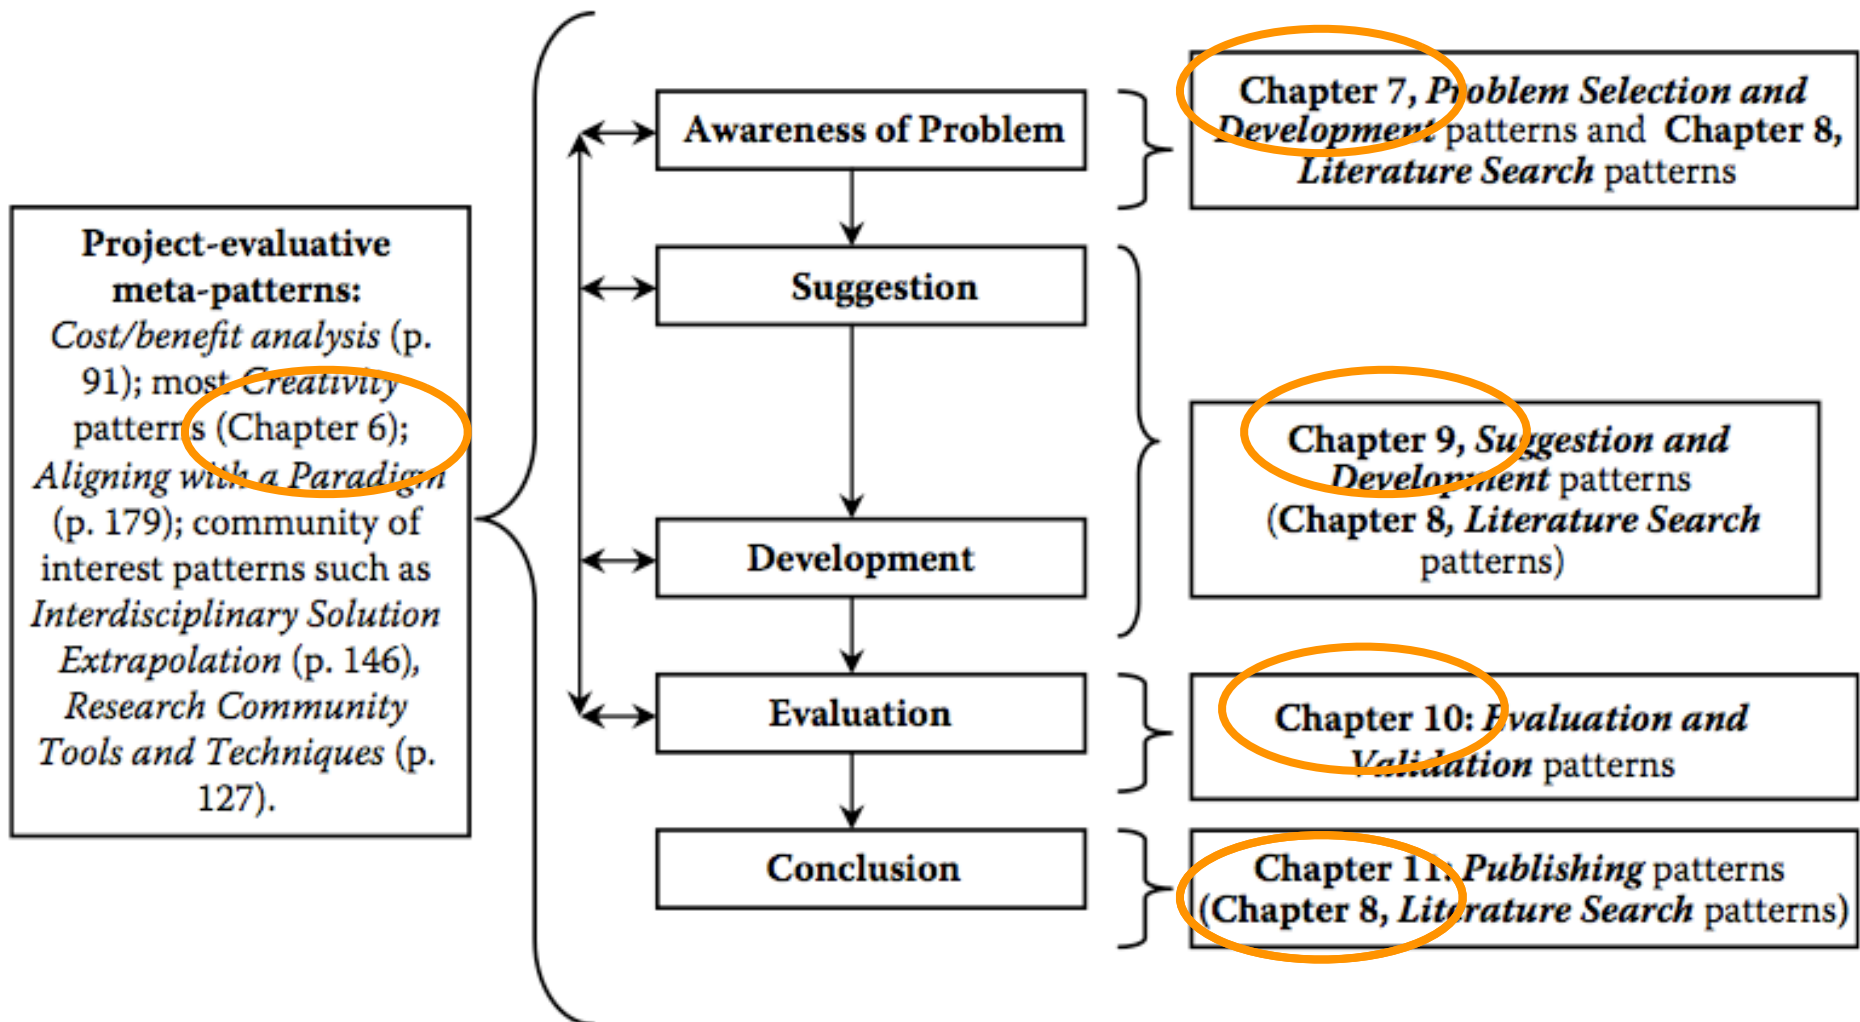 Project-evaluative
meta-patterns:
Cost/benefit analysis (p.
91); most Creativity
patterns (Chapter 6);
Aligning with a Paradigm
(p. 179); community of
interest patterns such as
Interdisciplinary Solution
Extrapolation (p. 146),
Research Community
Tools and Techniques (p.
127).
Awareness of Problem
Suggestion
Development
Evaluation
Conclusion
Chapter 7, Problem Selection and
Development patterns and Chapter 8,
Literature Search patterns
Chapter 9, Suggestion and
Development patterns
(Chapter 8, Literature Search
patterns)
Chapter 10: Evaluation and
Validation patterns
Chapter 11: Publishing patterns
(Chapter 8, Literature Search patterns)